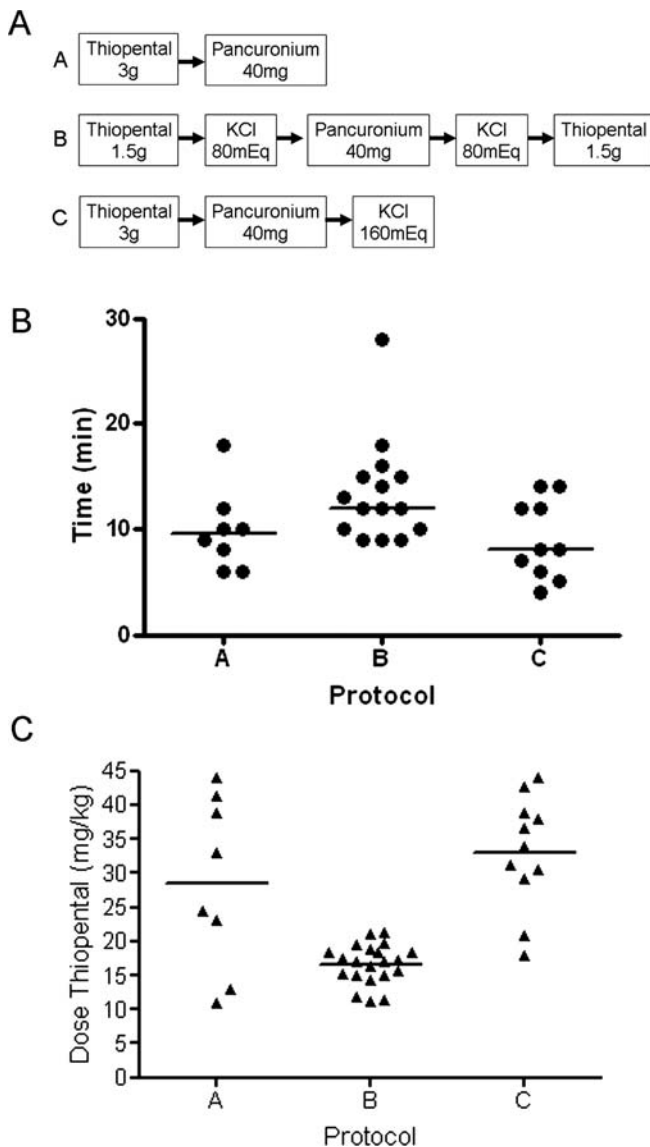 A
A
Thiopental
3g
Pancuronium
40mg
B
Thiopental
1.5g
KCl
80mEq
Pancuronium
40mg
KCl
80mEq
Thiopental
1.5g
C
Thiopental
3g
Pancuronium
40mg
KCl
160mEq
B
Time (min)
30
20
10
0
A B C
Protocol
C
Dose Thiopental (mg/kg)
45
40
35
30
25
20
15
10
5
0
A B C
Protocol